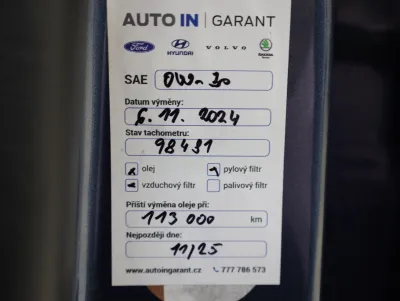 AUTO IN | GARANT
Ford HYUNDAI VOLVO ŠKODA
SAE 0W-30
Datum výměny:
6. 11. 2024
Stav tachometru:
98431
olej pylový filtr
vzduchový filtr palivový filtr
Příští výměna oleje při:
113 000 km
Nejpozději dne:
11/25
www.autoingarant.cz 777 786 573